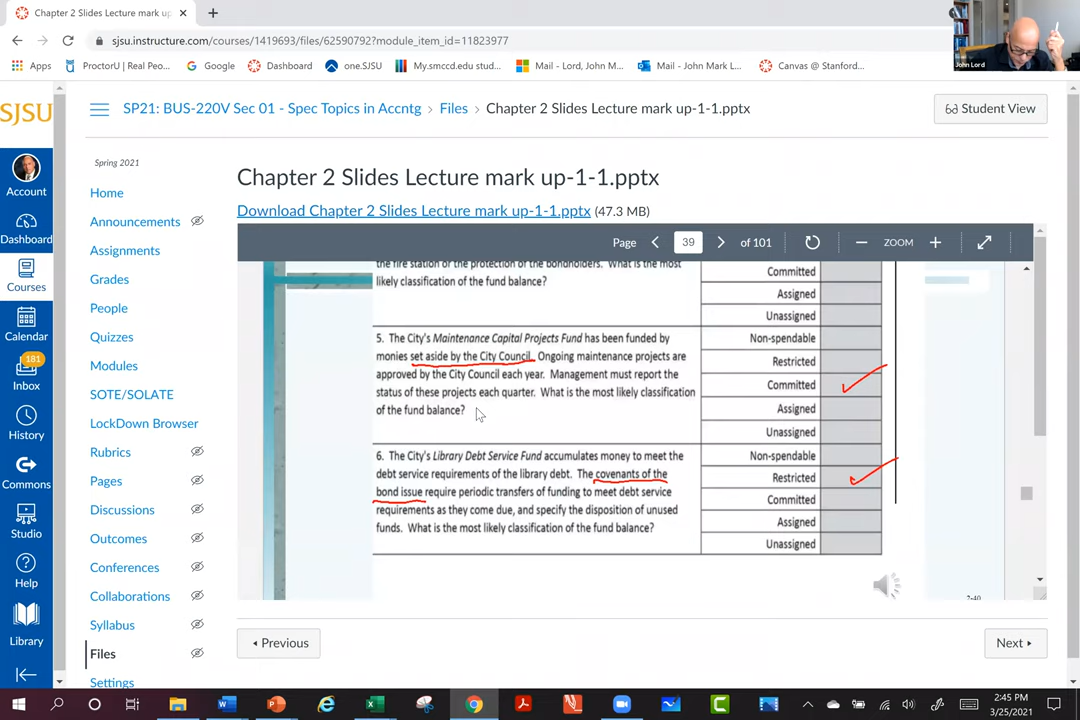 Chapter 2 Slides Lecture mark up
sjsu.instructure.com/courses/1419693/files/62590792?module_item_id=11823977
John Lord
Apps
ProctorU | Real Peo...
Google
Dashboard
one.SJSU
My.smccd.edu stud...
Mail - Lord, John M...
Mail - John Mark L...
Canvas @ Stanford...
SJSU
SP21: BUS-220V Sec 01 - Spec Topics in Accntg › Files › Chapter 2 Slides Lecture mark up-1-1.pptx
Student View
Account
Dashboard
Courses
Calendar
181
Inbox
History
Commons
Studio
Help
Library
Spring 2021
Home
Announcements
Assignments
Grades
People
Quizzes
Modules
SOTE/SOLATE
LockDown Browser
Rubrics
Pages
Discussions
Outcomes
Conferences
Collaborations
Syllabus
Files
Settings
Chapter 2 Slides Lecture mark up-1-1.pptx
Download Chapter 2 Slides Lecture mark up-1-1.pptx (47.3 MB)
Page 39 of 101 ZOOM
the fire station or the protection of the bondholders. What is the most
likely classification of the fund balance?
Committed
Assigned
Unassigned
5. The City's Maintenance Capital Projects Fund has been funded by
monies set aside by the City Council. Ongoing maintenance projects are
approved by the City Council each year. Management must report the
status of these projects each quarter. What is the most likely classification
of the fund balance?
Non-spendable
Restricted
Committed
Assigned
Unassigned
6. The City's Library Debt Service Fund accumulates money to meet the
debt service requirements of the library debt. The covenants of the
bond issue require periodic transfers of funding to meet debt service
requirements as they come due, and specify the disposition of unused
funds. What is the most likely classification of the fund balance?
Non-spendable
Restricted
Committed
Assigned
Unassigned
2-40
Previous
Next
2:45 PM
3/25/2021